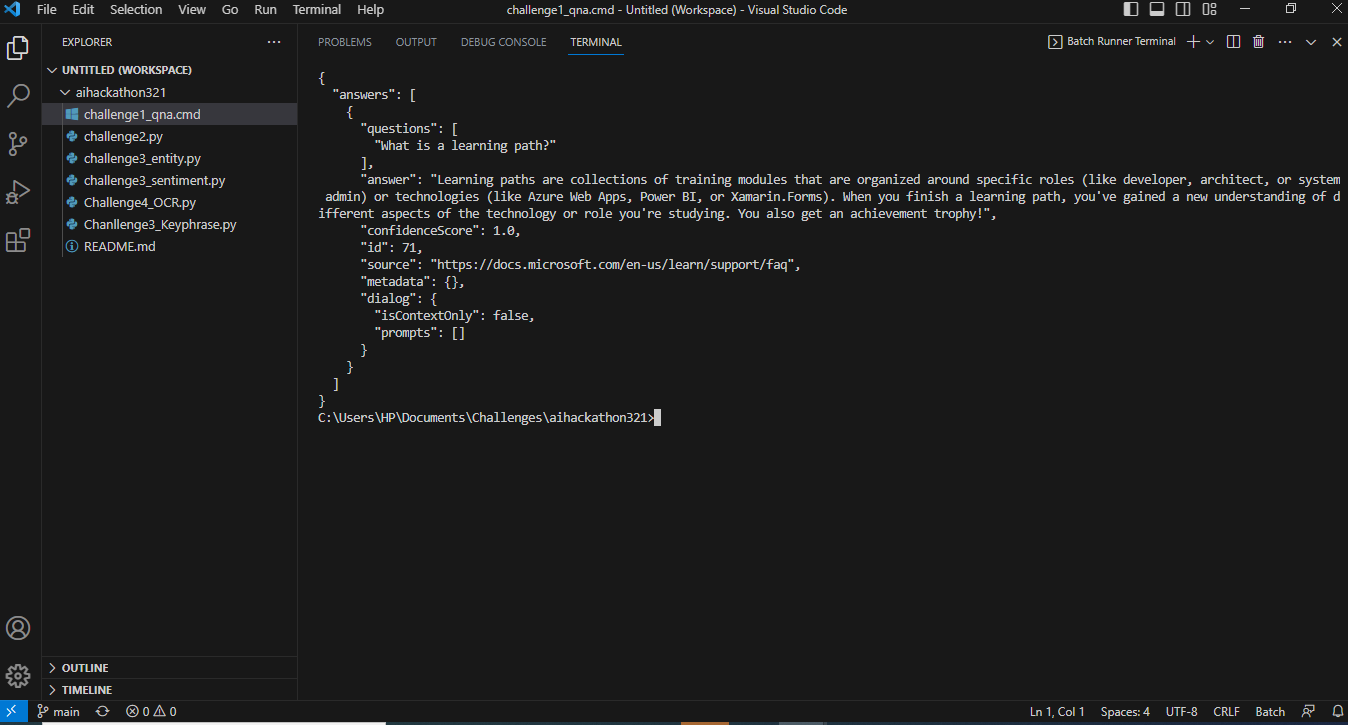 File Edit Selection View Go Run Terminal Help
challenge1_qna.cmd - Untitled (Workspace) - Visual Studio Code
EXPLORER
UNTITLED (WORKSPACE)
aihackathon321
challenge1_qna.cmd
challenge2.py
challenge3_entity.py
challenge3_sentiment.py
Challenge4_OCR.py
Chanllenge3_Keyphrase.py
README.md
OUTLINE
TIMELINE
PROBLEMS OUTPUT DEBUG CONSOLE TERMINAL
Batch Runner Terminal
{
  "answers": [
    {
      "questions": [
        "What is a learning path?"
      ],
      "answer": "Learning paths are collections of training modules that are organized around specific roles (like developer, architect, or system
 admin) or technologies (like Azure Web Apps, Power BI, or Xamarin.Forms). When you finish a learning path, you've gained a new understanding of d
ifferent aspects of the technology or role you're studying. You also get an achievement trophy!",
      "confidenceScore": 1.0,
      "id": 71,
      "source": "https://docs.microsoft.com/en-us/learn/support/faq",
      "metadata": {},
      "dialog": {
        "isContextOnly": false,
        "prompts": []
      }
    }
  ]
}
C:\Users\HP\Documents\Challenges\aihackathon321>
main 0 0
Ln 1, Col 1 Spaces: 4 UTF-8 CRLF Batch